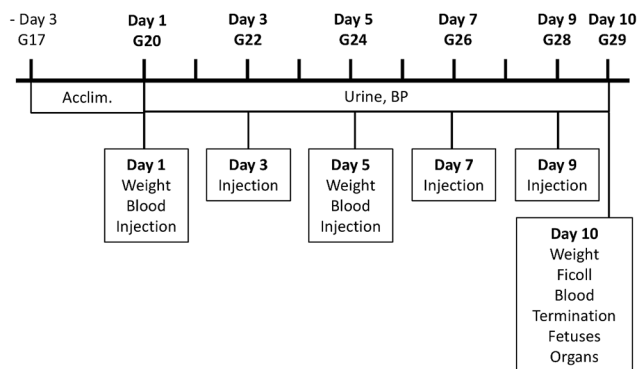 - Day 3 Day 1 Day 3 Day 5 Day 7 Day 9 Day 10
G17 G20 G22 G24 G26 G28 G29
Acclim. Urine, BP
Day 1
Weight
Blood
Injection
Day 3
Injection
Day 5
Weight
Blood
Injection
Day 7
Injection
Day 9
Injection
Day 10
Weight
Ficoll
Blood
Termination
Fetuses
Organs